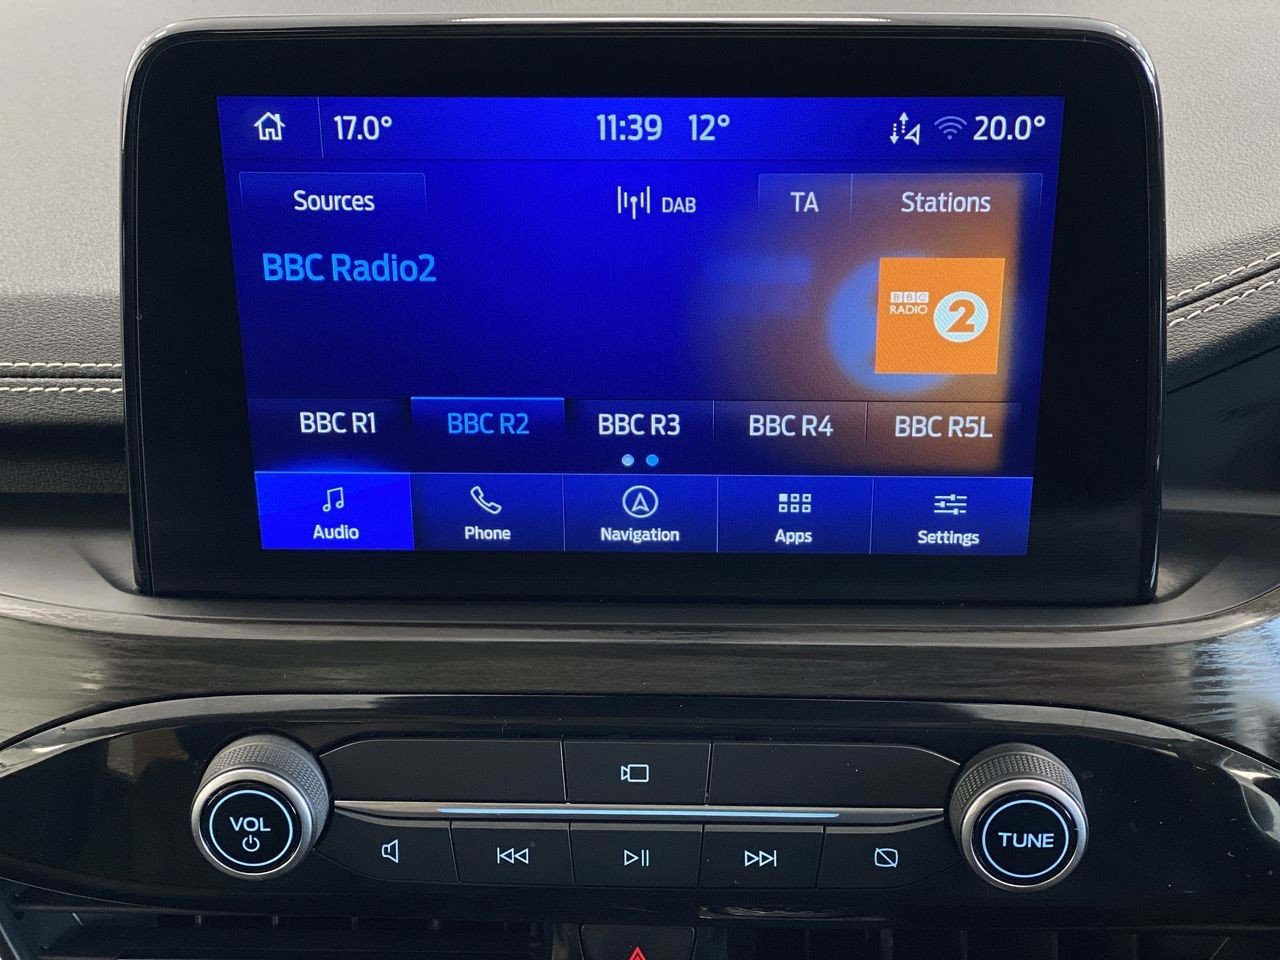 17.0° 11:39 12° 20.0°
Sources DAB TA Stations
BBC Radio2
BBC
RADIO 2
BBC R1 BBC R2 BBC R3 BBC R4 BBC R5L
Audio Phone Navigation Apps Settings
VOL TUNE